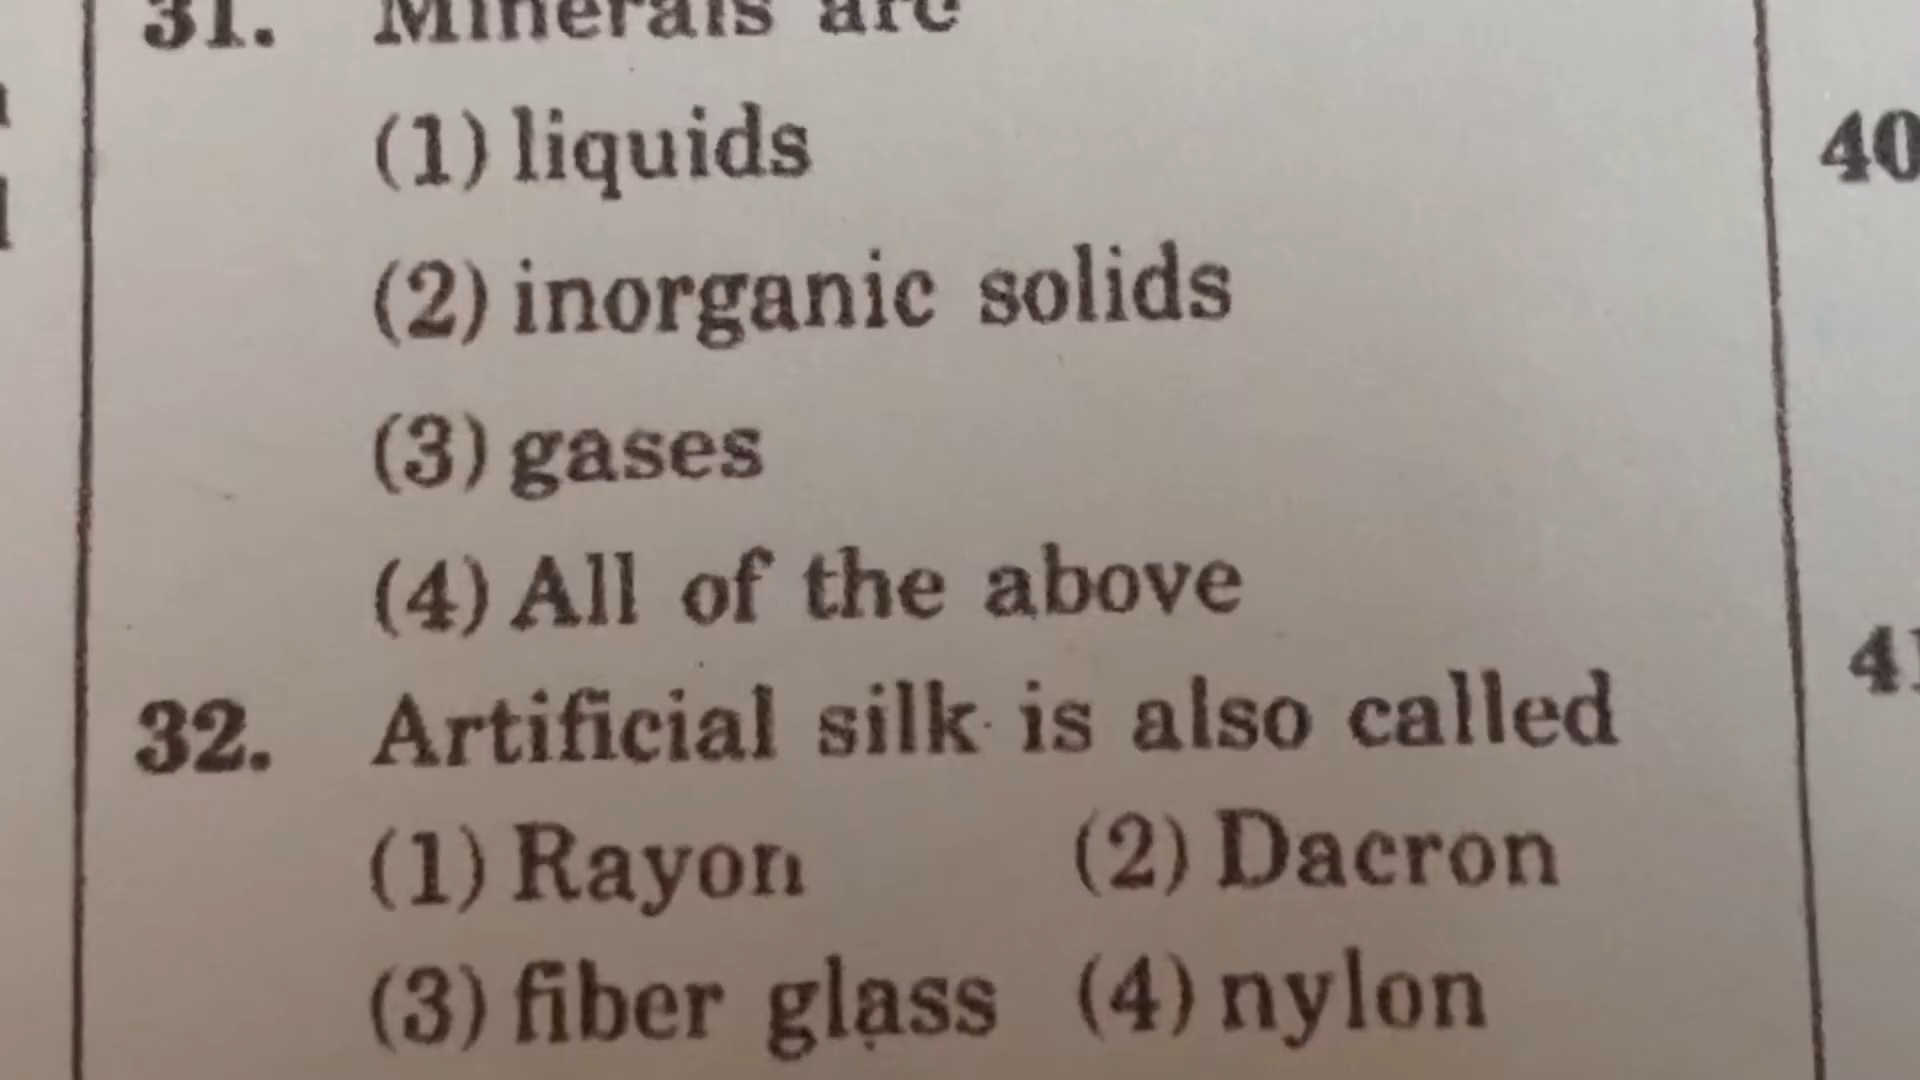 31. Minerals are
(1) liquids
(2) inorganic solids
(3) gases
(4) All of the above
32. Artificial silk is also called
(1) Rayon (2) Dacron
(3) fiber glass (4) nylon
40